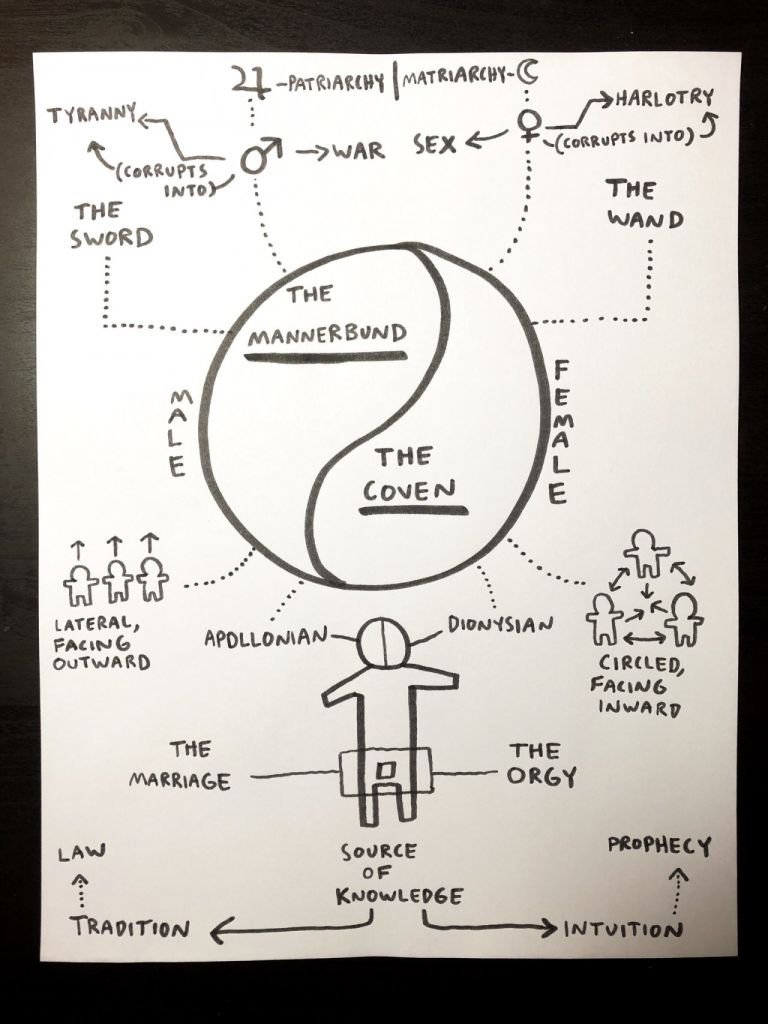 ♃-PATRIARCHY | MATRIARCHY-☾
TYRANNY
(CORRUPTS
INTO)
♂ → WAR
SEX ← ♀
HARLOTRY
(CORRUPTS INTO)
THE
SWORD
THE
WAND
THE
MANNERBUND
MALE
FEMALE
THE
COVEN
LATERAL,
FACING
OUTWARD
APOLLONIAN
DIONYSIAN
CIRCLED,
FACING
INWARD
THE
MARRIAGE
THE
ORGY
LAW
SOURCE
OF
KNOWLEDGE
PROPHECY
TRADITION
INTUITION